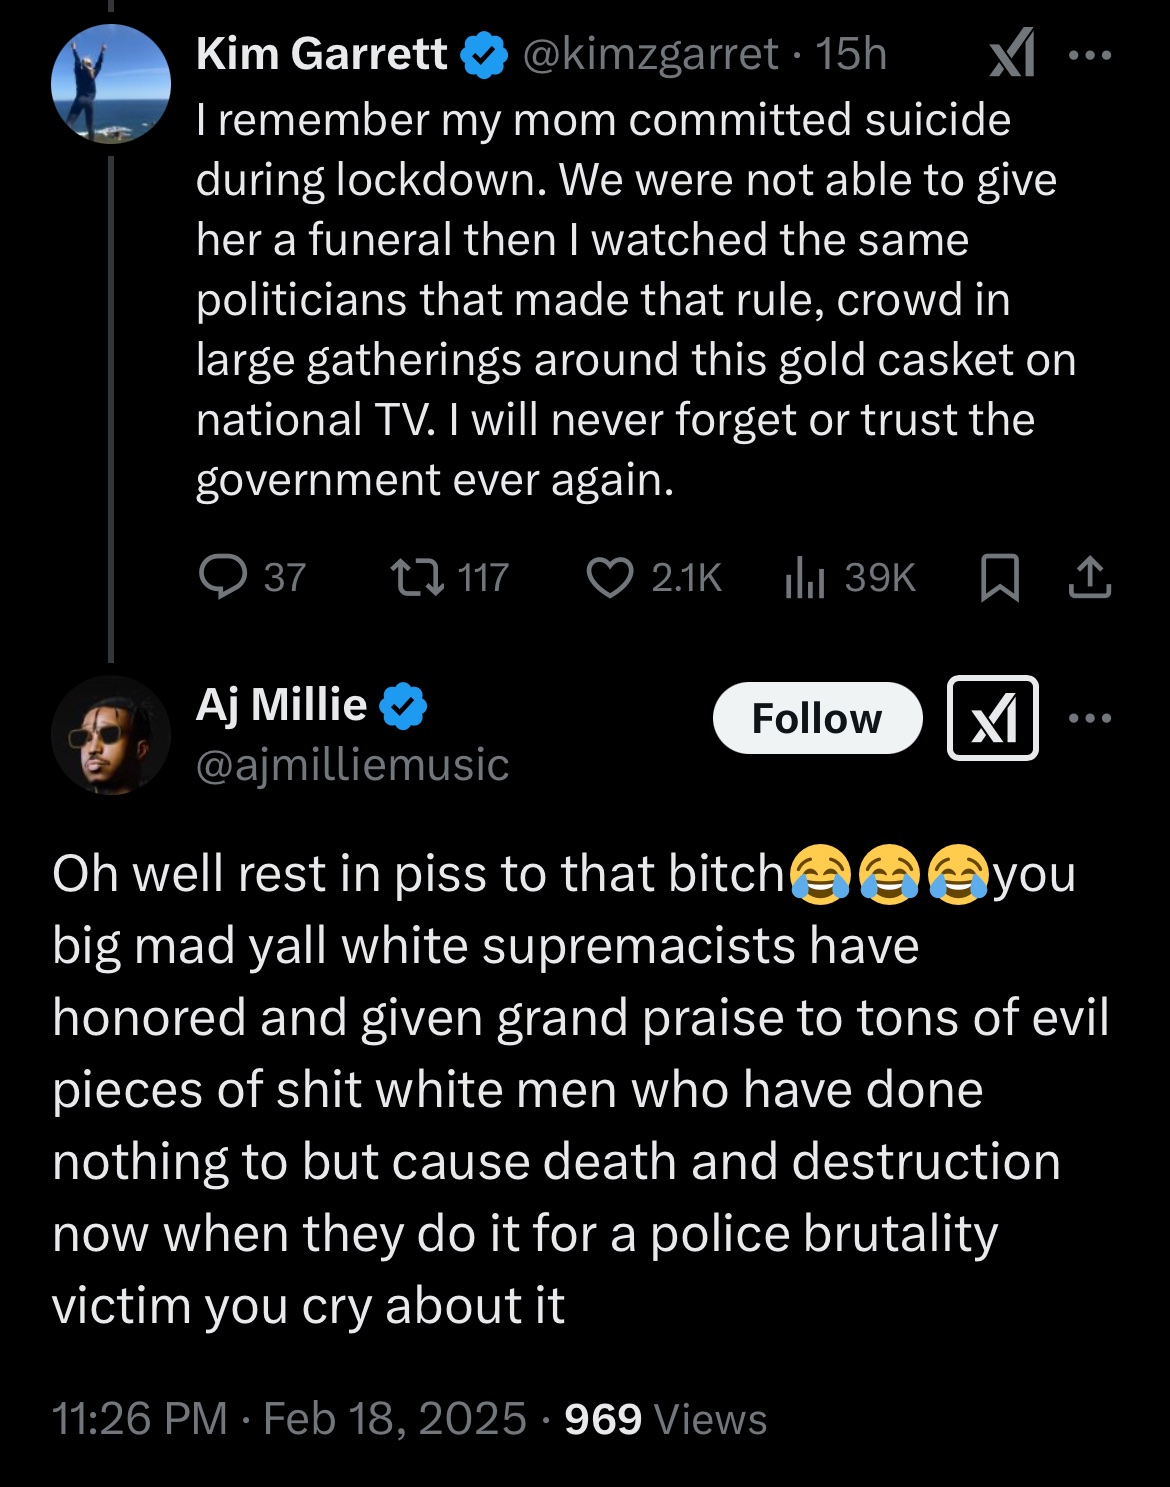 Kim Garrett @kimzgarret · 15h
I remember my mom committed suicide
during lockdown. We were not able to give
her a funeral then I watched the same
politicians that made that rule, crowd in
large gatherings around this gold casket on
national TV. I will never forget or trust the
government ever again.
37 117 2.1K 39K
Aj Millie
Follow
@ajmilliemusic
Oh well rest in piss to that bitch😂😂😂you
big mad yall white supremacists have
honored and given grand praise to tons of evil
pieces of shit white men who have done
nothing to but cause death and destruction
now when they do it for a police brutality
victim you cry about it
11:26 PM · Feb 18, 2025 · 969 Views